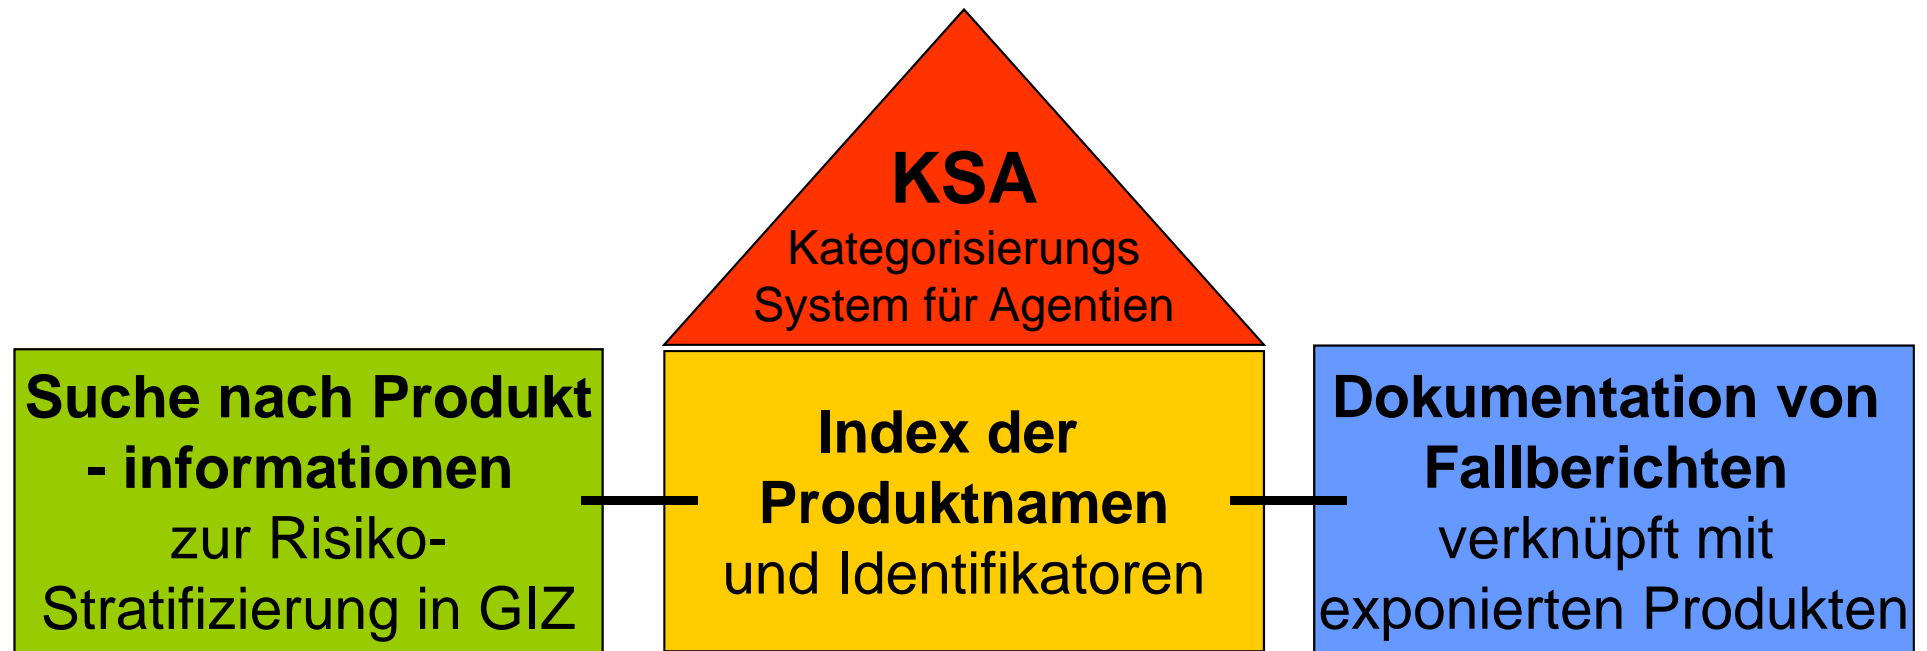 KSA
Kategorisierungs
System für Agentien
Suche nach Produkt
- informationen
zur Risiko-
Stratifizierung in GIZ
Index der
Produktnamen
und Identifikatoren
Dokumentation von
Fallberichten
verknüpft mit
exponierten Produkten